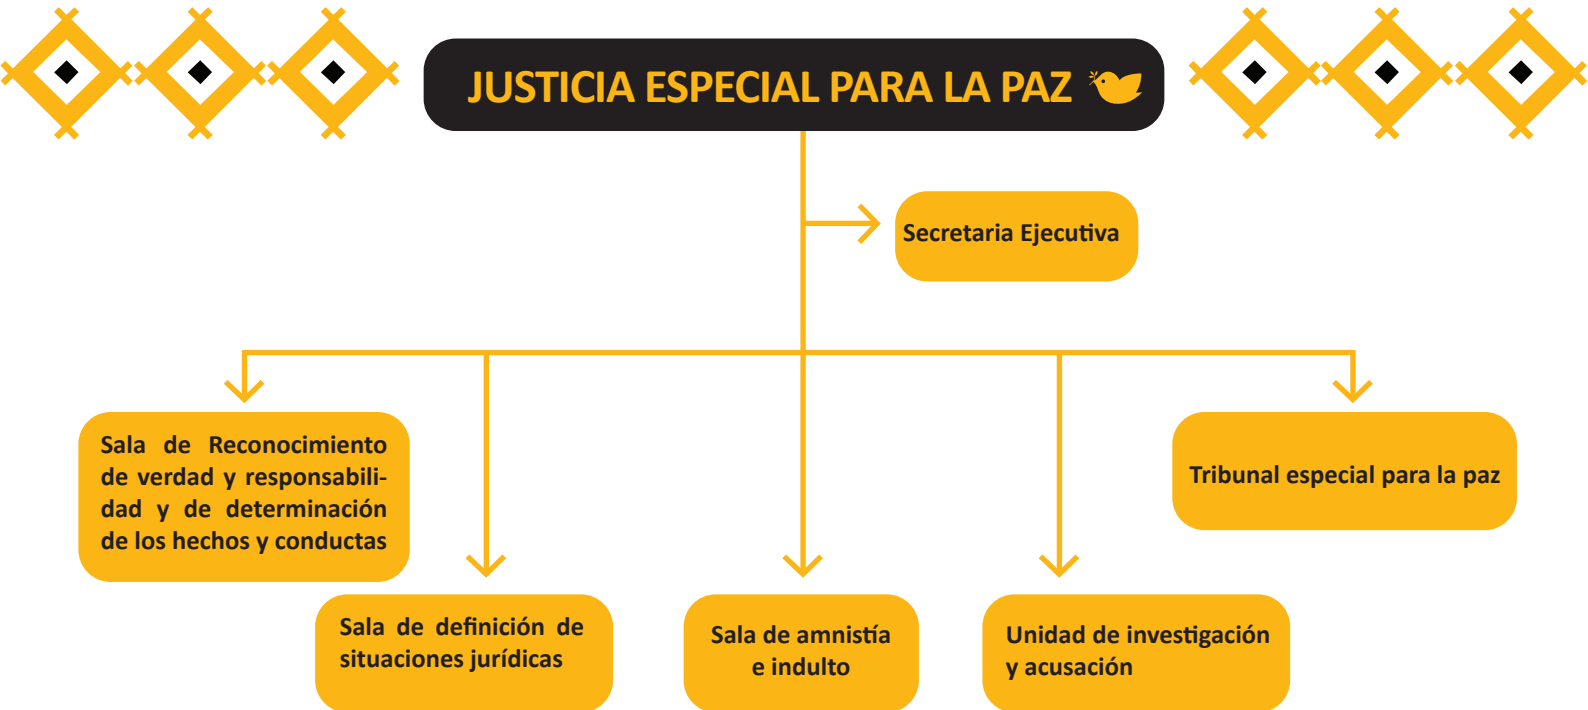 JUSTICIA ESPECIAL PARA LA PAZ
Secretaria Ejecutiva
Sala de Reconocimiento
de verdad y responsabili-
dad y de determinación
de los hechos y conductas
Tribunal especial para la paz
Sala de definición de
situaciones jurídicas
Sala de amnistía
e indulto
Unidad de investigación
y acusación